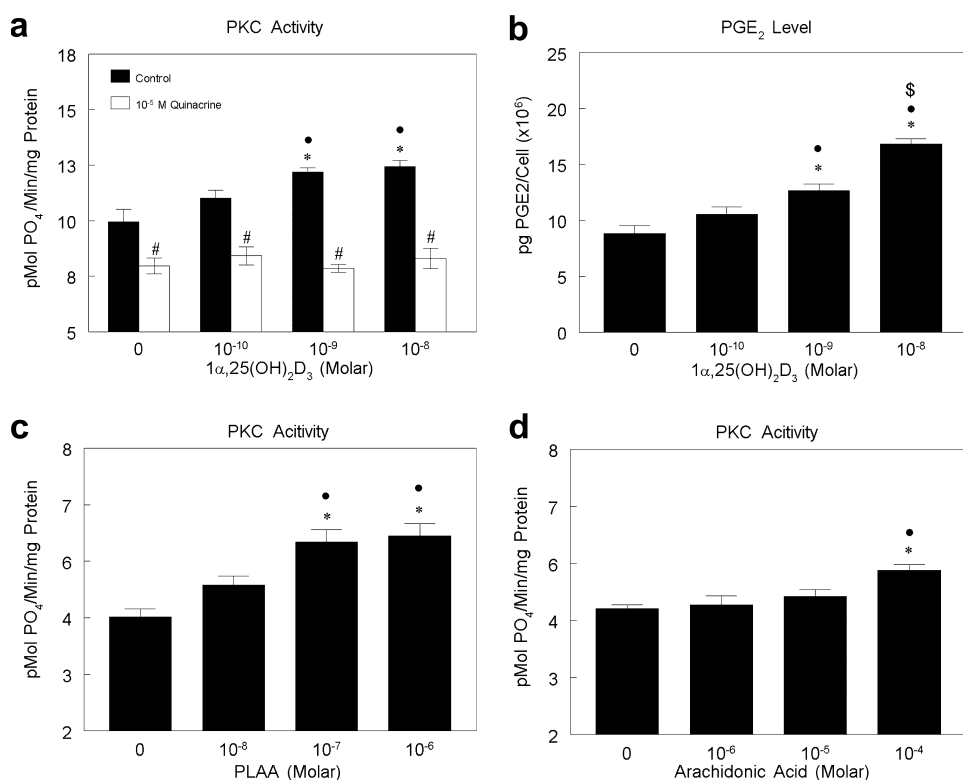 a
PKC Activity
pMol PO4/Min/mg Protein
18
15
13
10
8
5
Control
10-5 M Quinacrine
● ●
* *
# # # #
0 10-10 10-9 10-8
1α,25(OH)2D3 (Molar)
b
PGE2 Level
pg PGE2/Cell (x106)
25
20
15
10
5
0
$
● ●
* *
0 10-10 10-9 10-8
1α,25(OH)2D3 (Molar)
c
PKC Acitivity
pMol PO4/Min/mg Protein
8
7
6
4
3
2
● ●
* *
0 10-8 10-7 10-6
PLAA (Molar)
d
PKC Acitivity
pMol PO4/Min/mg Protein
8
7
6
4
3
2
●
*
0 10-6 10-5 10-4
Arachidonic Acid (Molar)